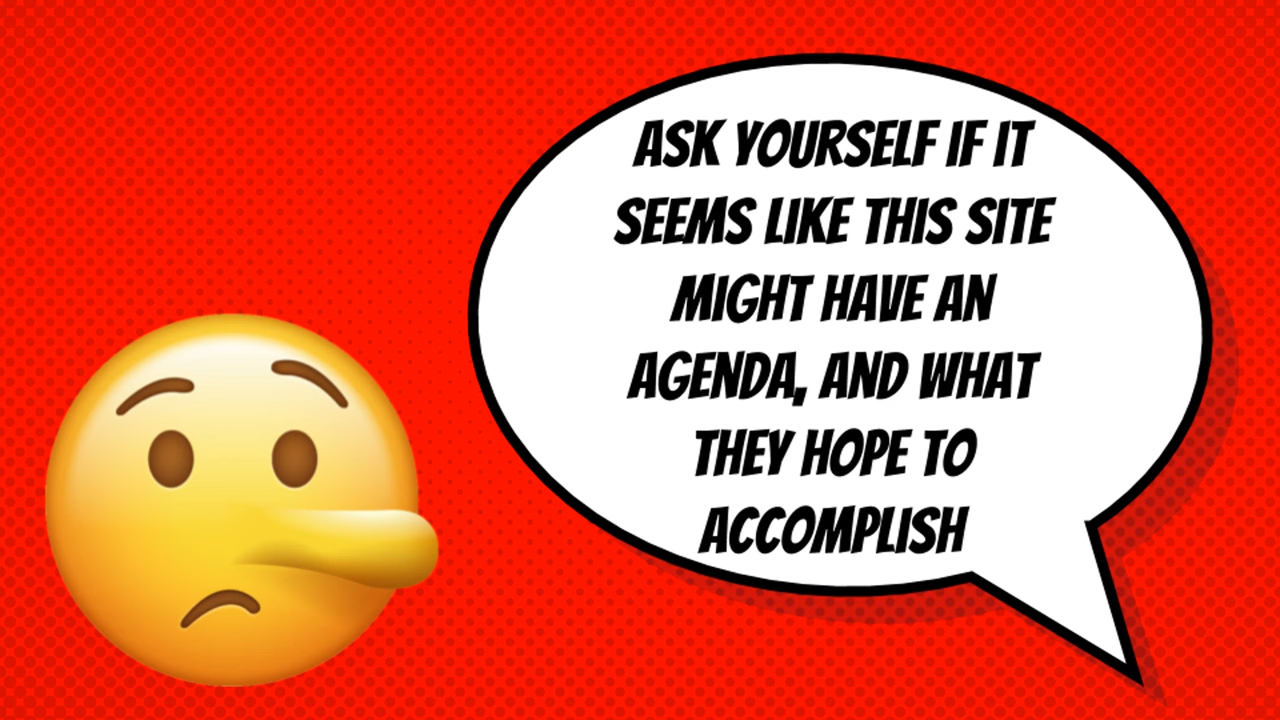 ASK YOURSELF IF IT
SEEMS LIKE THIS SITE
MIGHT HAVE AN
AGENDA, AND WHAT
THEY HOPE TO
ACCOMPLISH